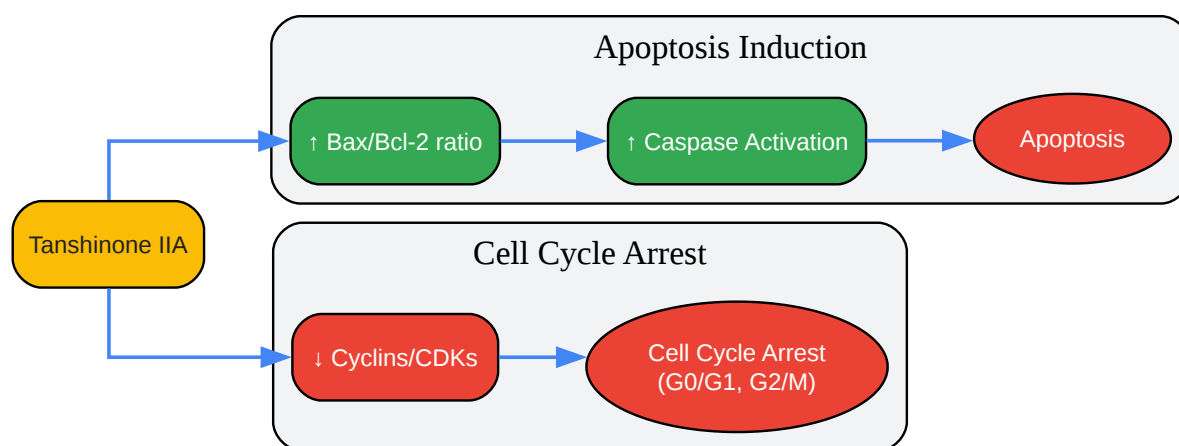 Apoptosis Induction
↑ Bax/Bcl-2 ratio
↑ Caspase Activation
Apoptosis
Tanshinone IIA
Cell Cycle Arrest
↓ Cyclins/CDKs
Cell Cycle Arrest
(G0/G1, G2/M)